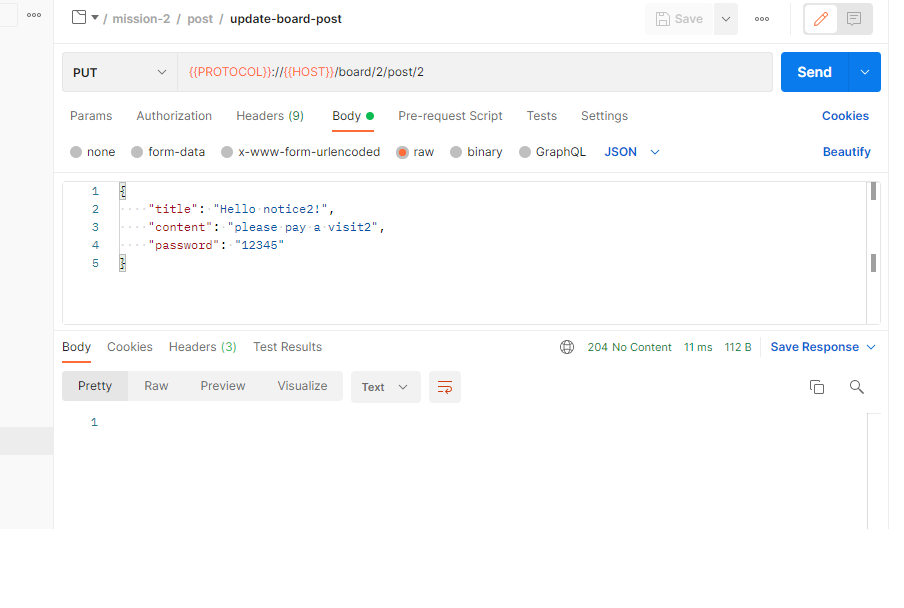 / mission-2 / post / update-board-post
Save
PUT
{{PROTOCOL}}://{{HOST}}/board/2/post/2
Send
Params Authorization Headers (9) Body Pre-request Script Tests Settings Cookies
none form-data x-www-form-urlencoded raw binary GraphQL JSON Beautify
1 {
2 "title": "Hello notice2!",
3 "content": "please pay a visit2",
4 "password": "12345"
5 }
Body Cookies Headers (3) Test Results 204 No Content 11 ms 112 B Save Response
Pretty Raw Preview Visualize Text
1